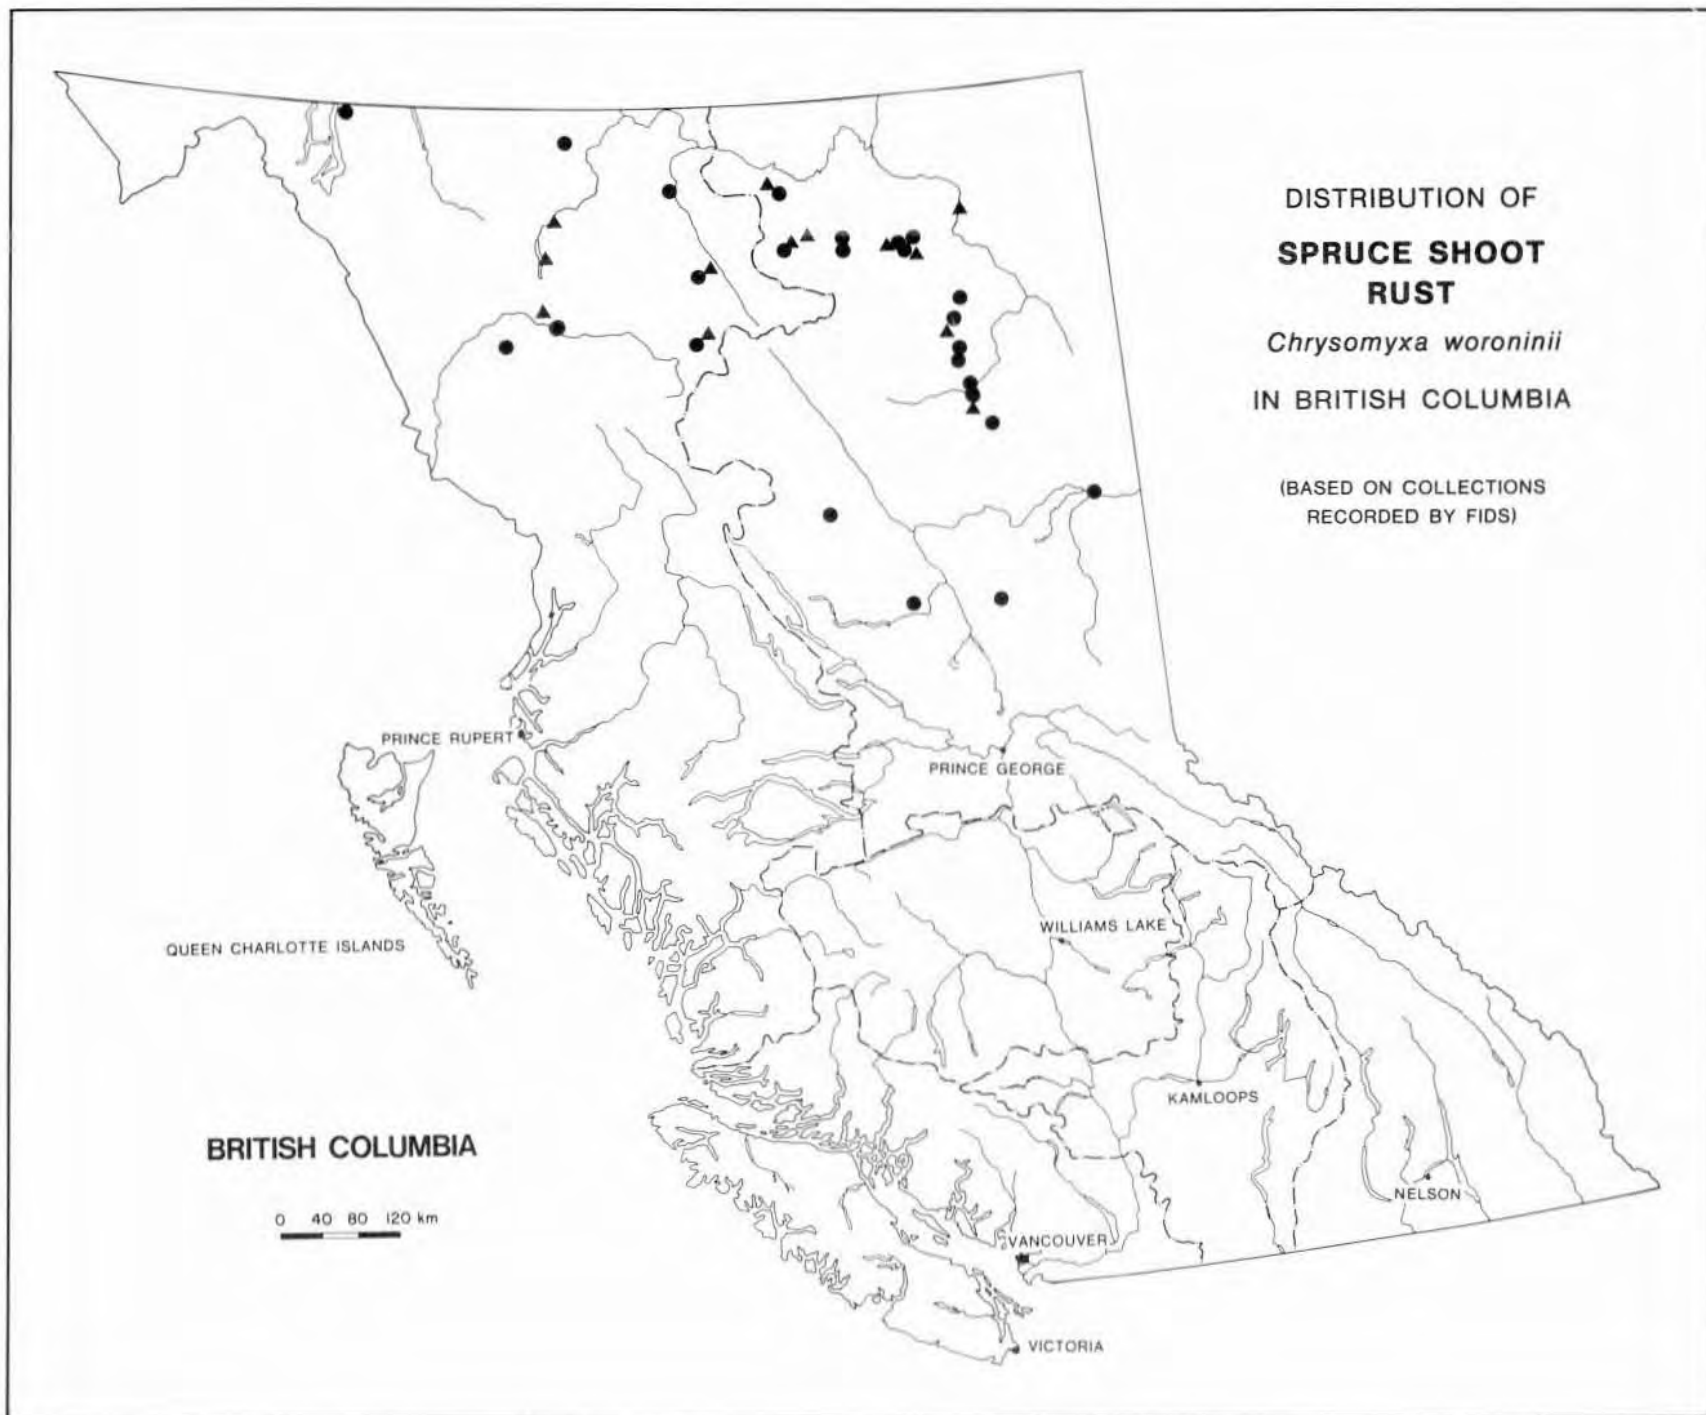 DISTRIBUTION OF
SPRUCE SHOOT
RUST
Chrysomyxa woroninii
IN BRITISH COLUMBIA
(BASED ON COLLECTIONS
RECORDED BY FIDS)
PRINCE RUPERT
PRINCE GEORGE
QUEEN CHARLOTTE ISLANDS
WILLIAMS LAKE
KAMLOOPS
BRITISH COLUMBIA
NELSON
0 40 80 120 km
VANCOUVER
VICTORIA